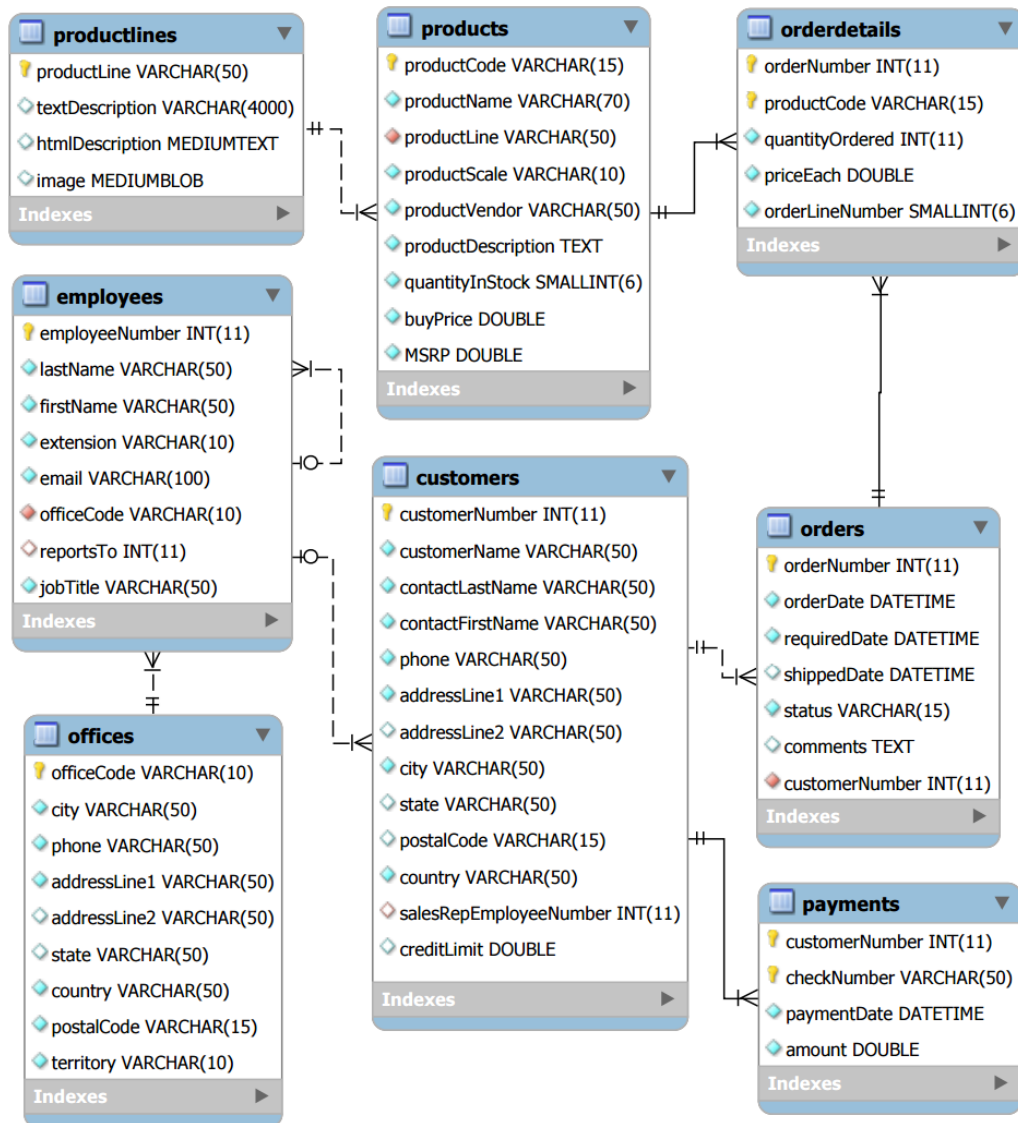 productlines
productLine VARCHAR(50)
textDescription VARCHAR(4000)
htmlDescription MEDIUMTEXT
image MEDIUMBLOB
Indexes
products
productCode VARCHAR(15)
productName VARCHAR(70)
productLine VARCHAR(50)
productScale VARCHAR(10)
productVendor VARCHAR(50)
productDescription TEXT
quantityInStock SMALLINT(6)
buyPrice DOUBLE
MSRP DOUBLE
Indexes
orderdetails
orderNumber INT(11)
productCode VARCHAR(15)
quantityOrdered INT(11)
priceEach DOUBLE
orderLineNumber SMALLINT(6)
Indexes
employees
employeeNumber INT(11)
lastName VARCHAR(50)
firstName VARCHAR(50)
extension VARCHAR(10)
email VARCHAR(100)
officeCode VARCHAR(10)
reportsTo INT(11)
jobTitle VARCHAR(50)
Indexes
customers
customerNumber INT(11)
customerName VARCHAR(50)
contactLastName VARCHAR(50)
contactFirstName VARCHAR(50)
phone VARCHAR(50)
addressLine1 VARCHAR(50)
addressLine2 VARCHAR(50)
city VARCHAR(50)
state VARCHAR(50)
postalCode VARCHAR(15)
country VARCHAR(50)
salesRepEmployeeNumber INT(11)
creditLimit DOUBLE
Indexes
orders
orderNumber INT(11)
orderDate DATETIME
requiredDate DATETIME
shippedDate DATETIME
status VARCHAR(15)
comments TEXT
customerNumber INT(11)
Indexes
offices
officeCode VARCHAR(10)
city VARCHAR(50)
phone VARCHAR(50)
addressLine1 VARCHAR(50)
addressLine2 VARCHAR(50)
state VARCHAR(50)
country VARCHAR(50)
postalCode VARCHAR(15)
territory VARCHAR(10)
Indexes
payments
customerNumber INT(11)
checkNumber VARCHAR(50)
paymentDate DATETIME
amount DOUBLE
Indexes